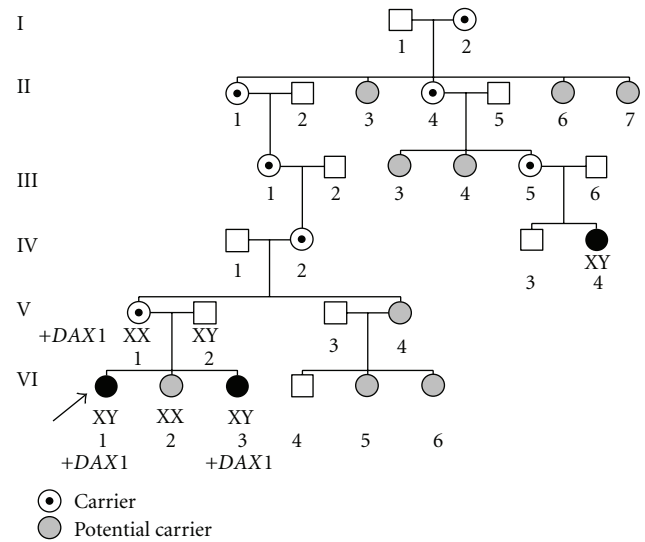 I
1 2
II
1 2 3 4 5 6 7
III
1 2 3 4 5 6
IV
1 2 3 XY 4
V
+DAX1 XX XY
1 2 3 4
VI
XY XX XY
1 2 3 4 5 6
+DAX1 +DAX1
Carrier
Potential carrier